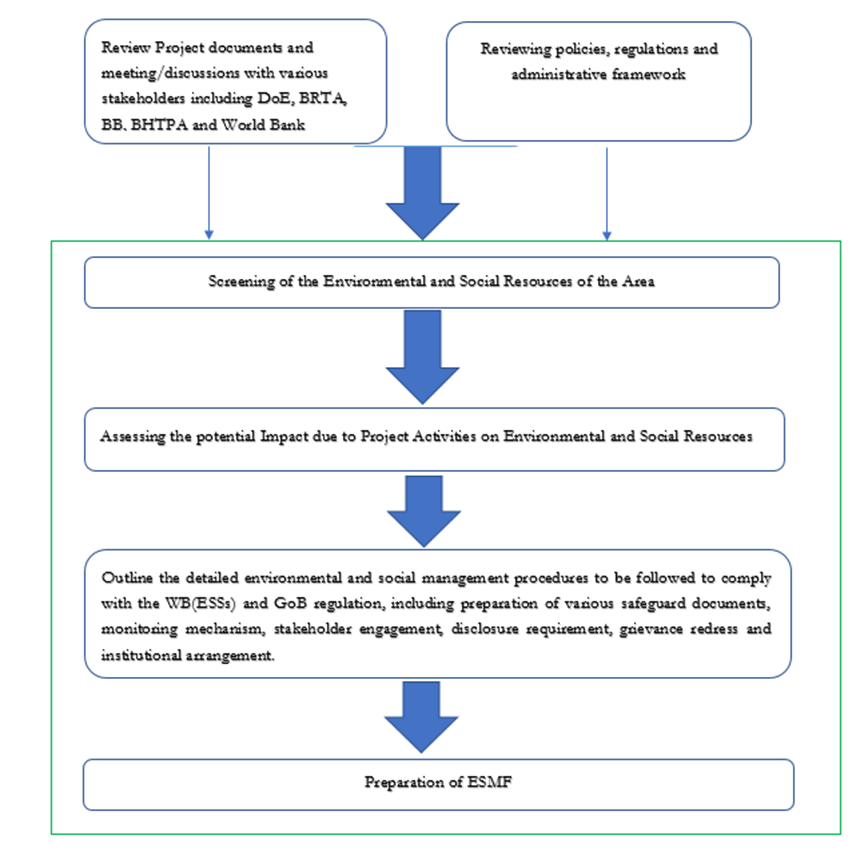 Review Project documents and
meeting/discussions with various
stakeholders including DoE, BRTA,
BB. BHTPA and World Bank
Reviewing policies, regulations and
administrative framework
Screening of the Environmental and Social Resources of the Area
Assessing the potential Impact due to Project Activities on Environmental and Social Resources
Outline the detailed environmental and social management procedures to be followed to comply
with the WB(ESSs) and GoB regulation, including preparation of various safeguard documents,
monitoring mechanism, stakeholder engagement, disclosure requirement, grievance redress and
institutional arrangement.
Preparation of ESMF